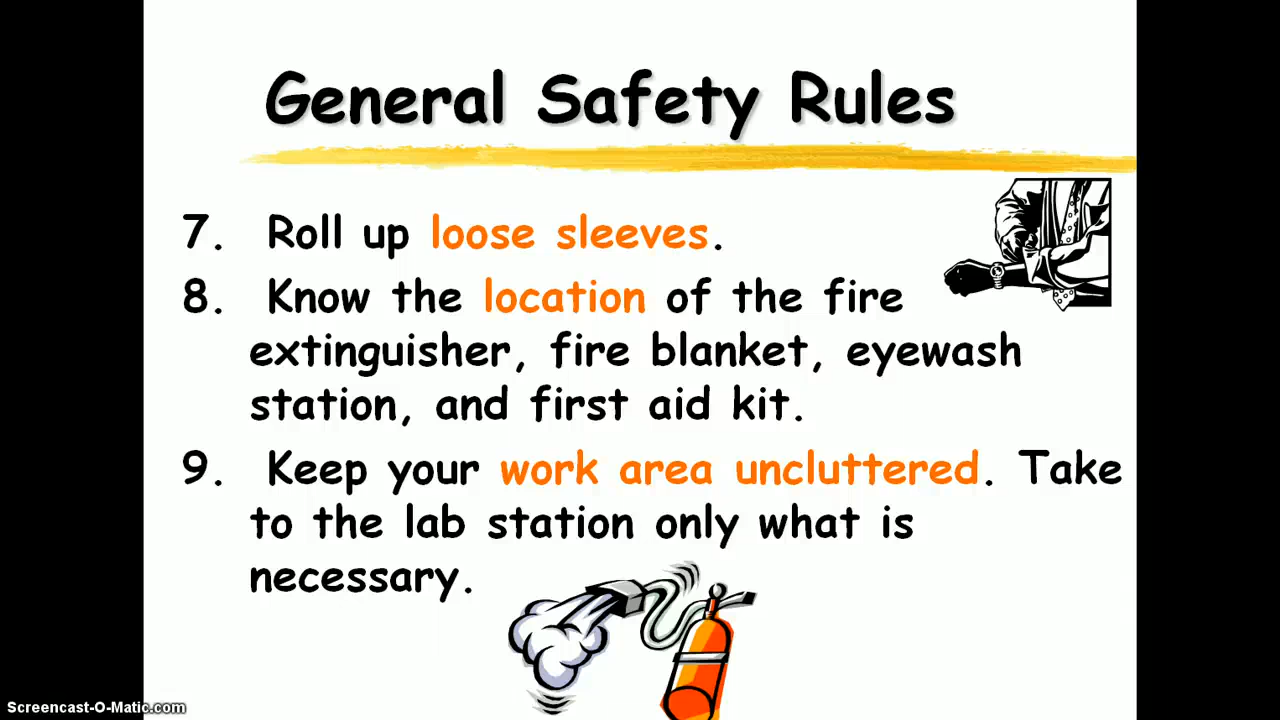 General Safety Rules
7. Roll up loose sleeves.
8. Know the location of the fire
extinguisher, fire blanket, eyewash
station, and first aid kit.
9. Keep your work area uncluttered. Take
to the lab station only what is
necessary.
Screencast-O-Matic.com